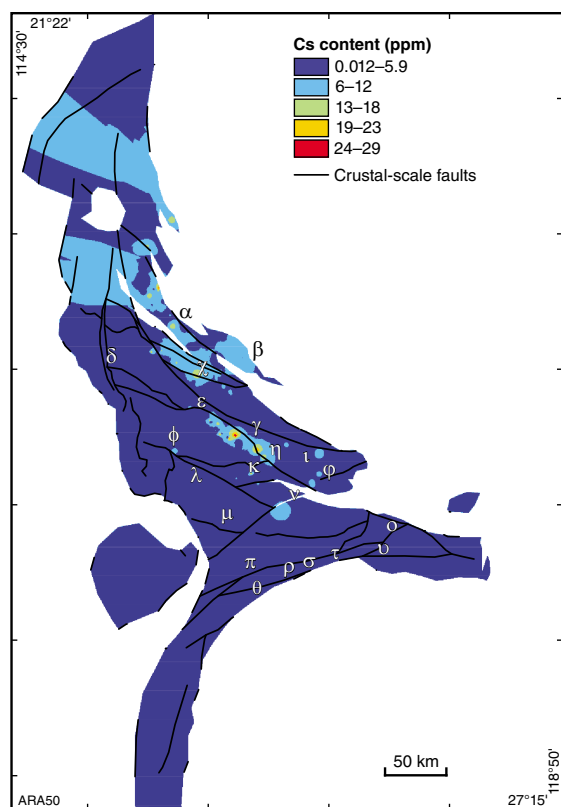 21°22'
114°30'
Cs content (ppm)
0.012–5.9
6–12
13–18
19–23
24–29
Crustal-scale faults
α
β
χ
δ
ε
γ
ϕ
η
ι
κ
φ
λ
ν
μ
ο
π
ρ
σ
τ
υ
θ
50 km
ARA50
118°50'
27°15'